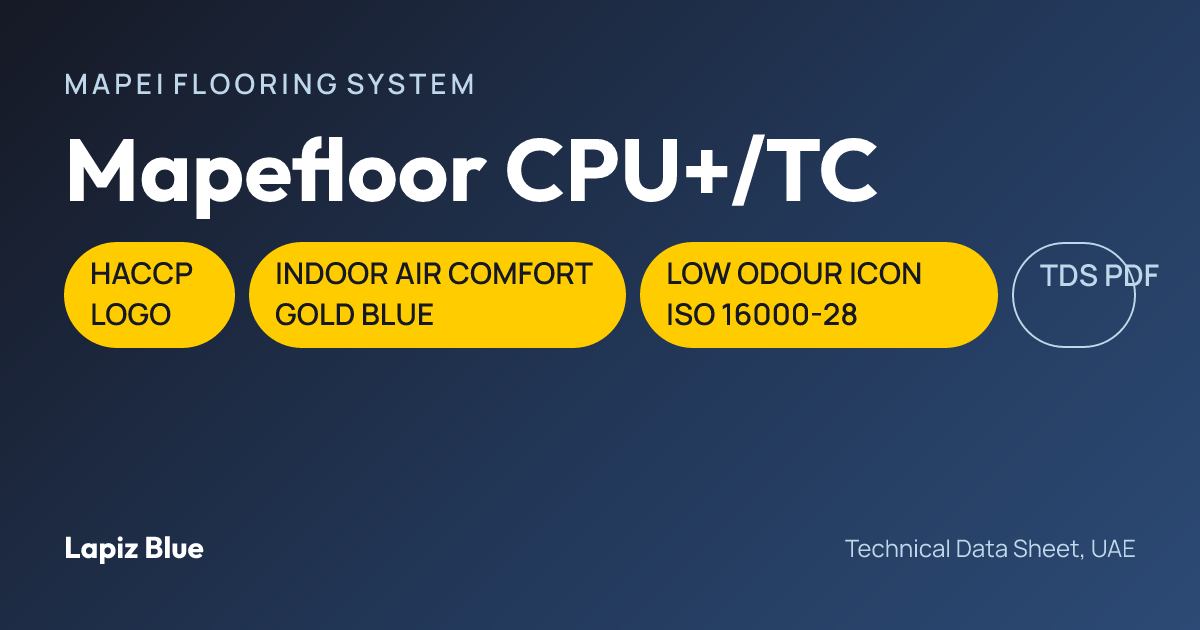 MAPEI FLOORING SYSTEM
Mapefloor CPU+/TC
HACCP
LOGO
INDOOR AIR COMFORT
GOLD BLUE
LOW ODOUR ICON
ISO 16000-28
TDS PDF
Lapiz Blue
Technical Data Sheet, UAE